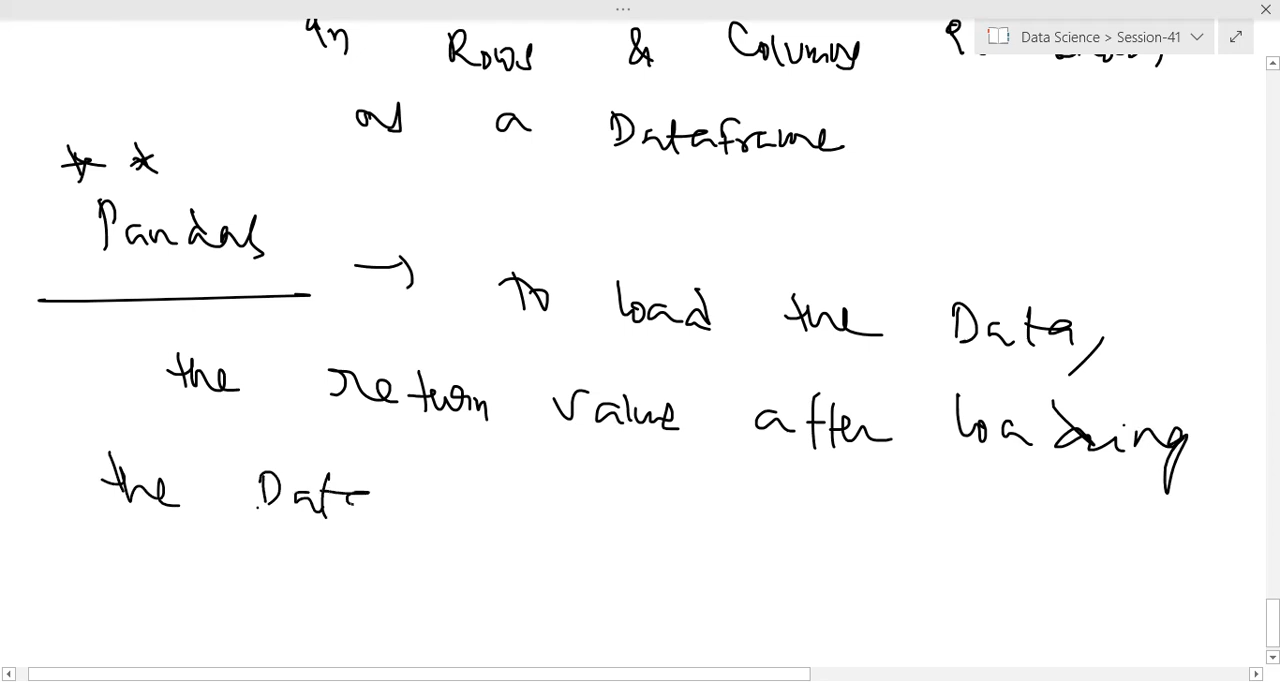 Data Science > Session-41
in Rows & Columns
as a Dataframe
* *
Pandas → to load the Data,
the return value after loading
the Data